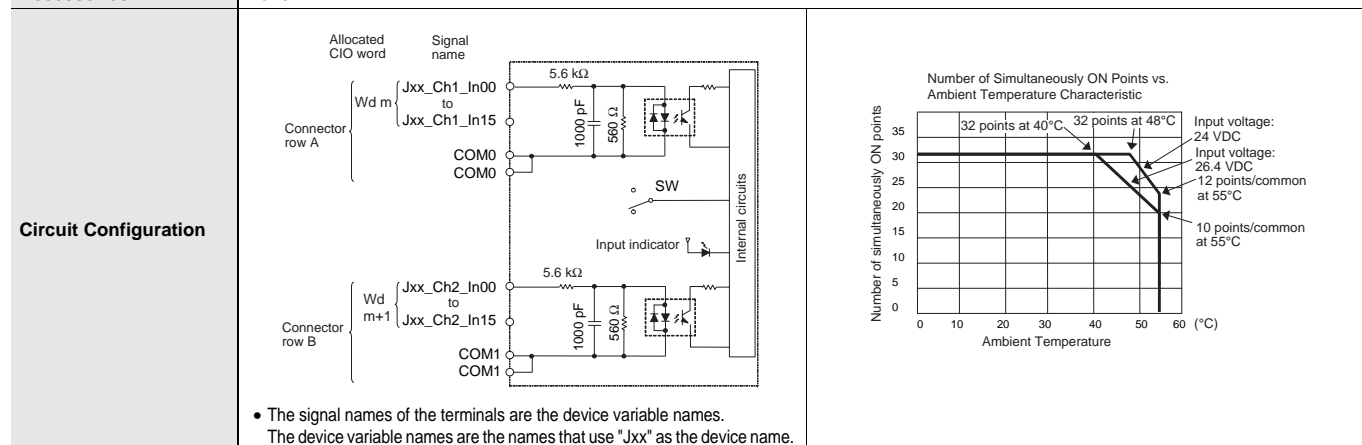 Circuit Configuration
Allocated
CIO word
Signal
name
Connector
row A
Wd m
Jxx_Ch1_In00
to
Jxx_Ch1_In15
COM0
COM0
5.6 kΩ
1000 pF
560 Ω
SW
Input indicator
Internal circuits
Connector
row B
Wd
m+1
Jxx_Ch2_In00
to
Jxx_Ch2_In15
COM1
COM1
5.6 kΩ
1000 pF
560 Ω
• The signal names of the terminals are the device variable names.
The device variable names are the names that use "Jxx" as the device name.
Number of Simultaneously ON Points vs.
Ambient Temperature Characteristic
Number of simultaneously ON points
35
30
25
20
15
10
5
0
32 points at 40°C
32 points at 48°C
Input voltage:
24 VDC
Input voltage:
26.4 VDC
12 points/common
at 55°C
10 points/common
at 55°C
0 10 20 30 40 50 60 (°C)
Ambient Temperature